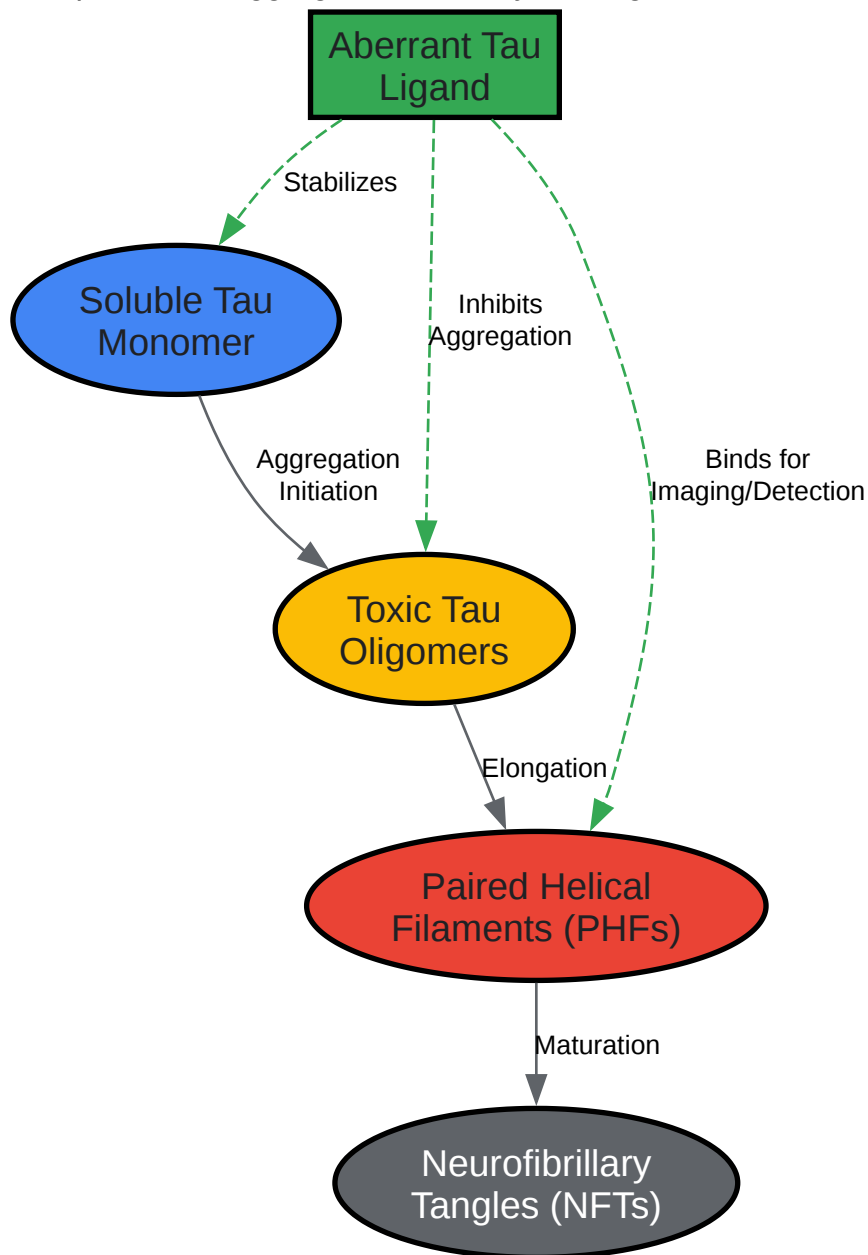 Aberrant Tau
Ligand
Stabilizes
Soluble Tau
Monomer
Inhibits
Aggregation
Aggregation
Initiation
Binds for
Imaging/Detection
Toxic Tau
Oligomers
Elongation
Paired Helical
Filaments (PHFs)
Maturation
Neurofibrillary
Tangles (NFTs)